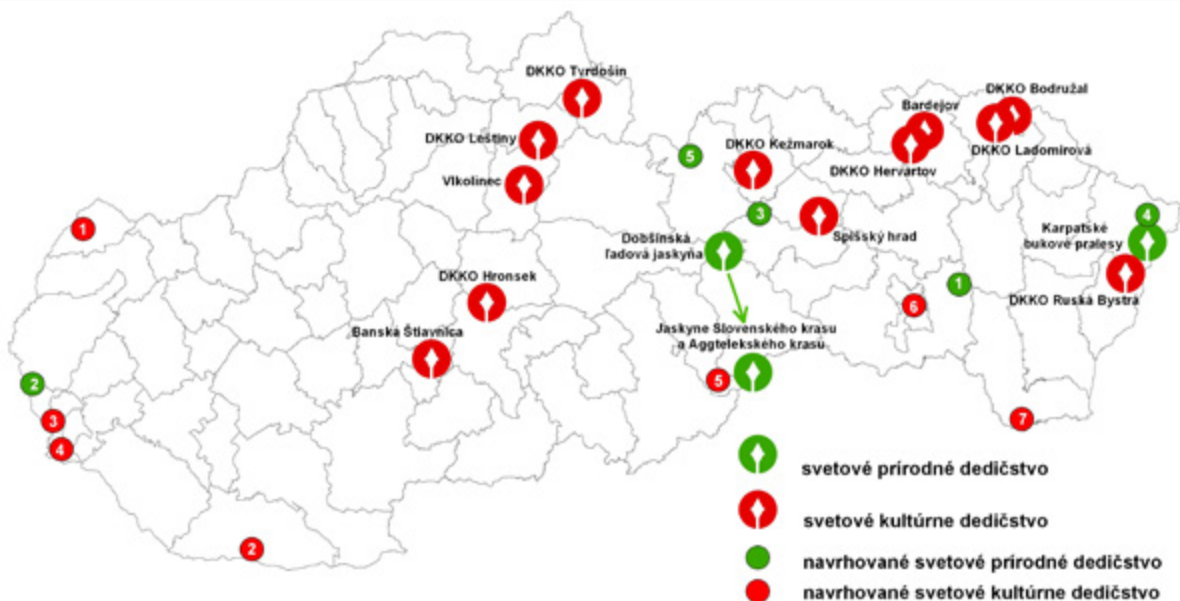 DKKO Tvrdošín
DKKO Bodružal
Bardejov
DKKO Leštiny
DKKO Kežmarok
DKKO Ladomirová
5
DKKO Hervartov
Vlkolinec
1
3
4
Spišský hrad
Karpatské
bukové pralesy
Dobšinská
ľadová jaskyňa
DKKO Hronsek
1
DKKO Ruská Bystrá
6
Banska Štiavnica
Jaskyne Slovenského krasu
a Aggtelekského krasu
2
5
3
7
4
svetové prírodné dedičstvo
svetové kultúrne dedičstvo
2
navrhované svetové prírodné dedičstvo
navrhované svetové kultúrne dedičstvo